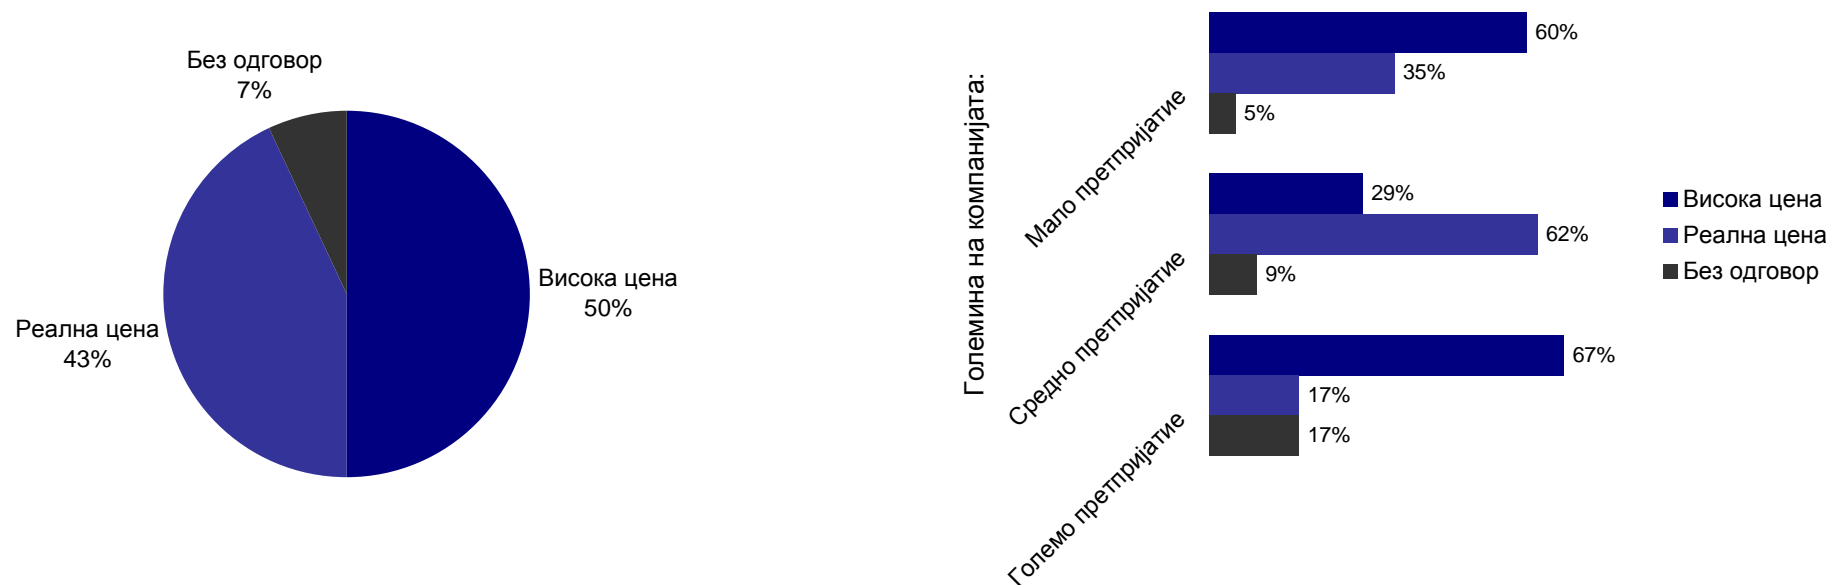 Без одговор
7%
Висока цена
50%
Реална цена
43%
Големина на компанијата:
Мало претпријатие
60%
35%
5%
Средно претпријатие
29%
62%
9%
Големо претпријатие
67%
17%
17%
Висока цена
Реална цена
Без одговор